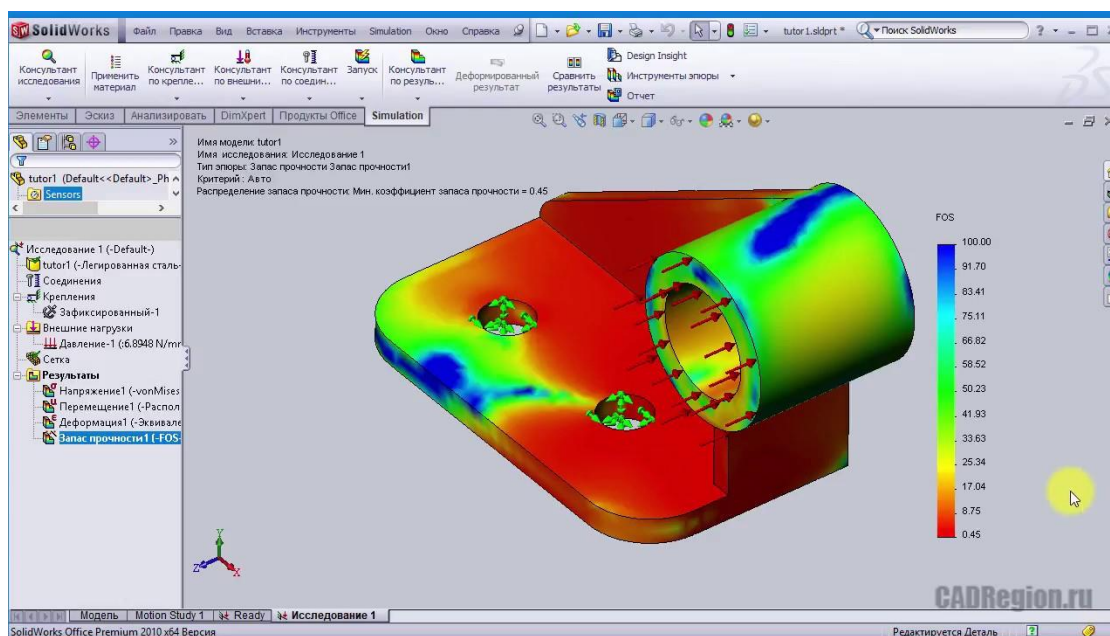 SolidWorks Файл Правка Вид Вставка Инструменты Simulation Окно Справка tutor1.sldprt * Поиск SolidWorks
Консультант исследования
Применить материал
Консультант по крепле...
Консультант по внешни...
Консультант по соедин...
Запуск
Консультант по резуль...
Деформированный результат
Сравнить результаты
Design Insight
Инструменты эпюры
Отчет
Элементы Эскиз Анализировать DimXpert Продукты Office Simulation
tutor1 (Default<<Default>_Ph
Sensors
Исследование 1 (-Default-)
tutor1 (-Легированная сталь-
Соединения
Крепления
Зафиксированный-1
Внешние нагрузки
Давление-1 (:6.8948 N/mm
Сетка
Результаты
Напряжение1 (-vonMises
Перемещение1 (-Распол
Деформация1 (-Эквивале
Запас прочности1 (-FOS-
Имя модели: tutor1
Имя исследования: Исследование 1
Тип эпюры: Запас прочности Запас прочности1
Критерий : Авто
Распределение запаса прочности: Мин. коэффициент запаса прочности = 0.45
FOS
100.00
91.70
83.41
75.11
66.82
58.52
50.23
41.93
33.63
25.34
17.04
8.75
0.45
Y
Z
X
CADRegion.ru
Модель Motion Study 1 Ready Исследование 1
SolidWorks Office Premium 2010 x64 Версия Редактируется Деталь